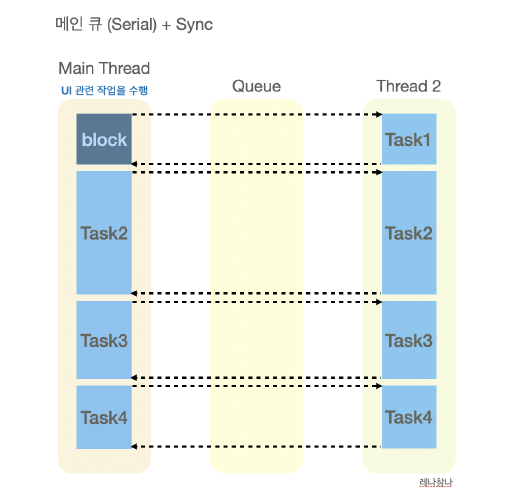 메인 큐 (Serial) + Sync
Main Thread
UI 관련 작업을 수행
Queue
Thread 2
block
Task1
Task2
Task2
Task3
Task3
Task4
Task4
레나참나